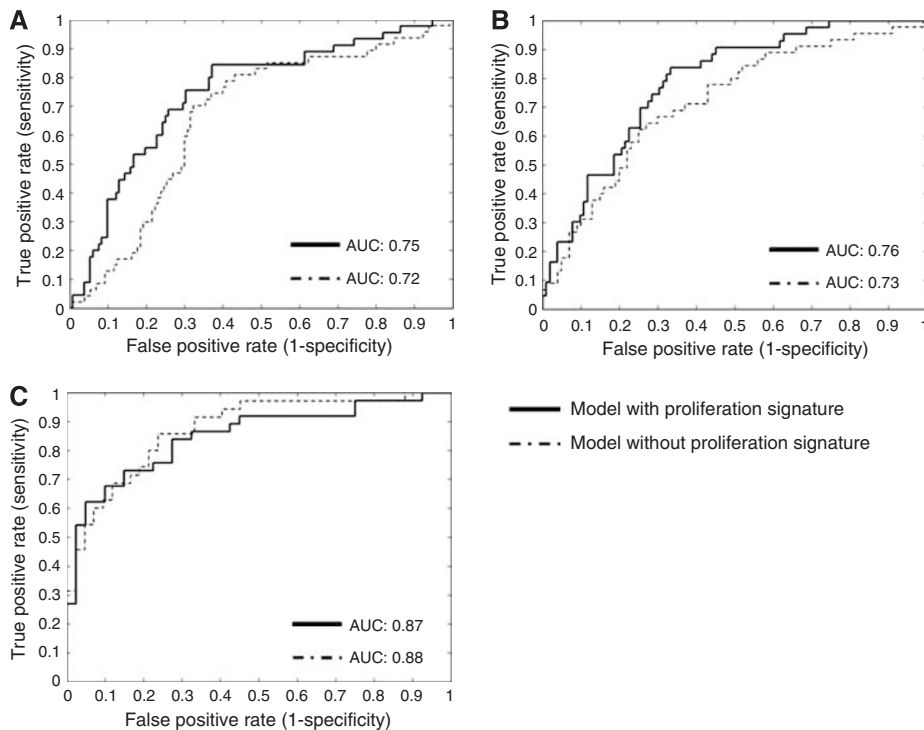 A
True positive rate (sensitivity)
1
0.9
0.8
0.7
0.6
0.5
0.4
0.3
0.2
0.1
0
AUC: 0.75
AUC: 0.72
0 0.1 0.2 0.3 0.4 0.5 0.6 0.7 0.8 0.9 1
False positive rate (1-specificity)
B
True positive rate (sensitivity)
1
0.9
0.8
0.7
0.6
0.5
0.4
0.3
0.2
0.1
0
AUC: 0.76
AUC: 0.73
0 0.1 0.2 0.3 0.4 0.5 0.6 0.7 0.8 0.9 1
False positive rate (1-specificity)
C
True positive rate (sensitivity)
1
0.9
0.8
0.7
0.6
0.5
0.4
0.3
0.2
0.1
0
AUC: 0.87
AUC: 0.88
0 0.1 0.2 0.3 0.4 0.5 0.6 0.7 0.8 0.9 1
False positive rate (1-specificity)
Model with proliferation signature
Model without proliferation signature